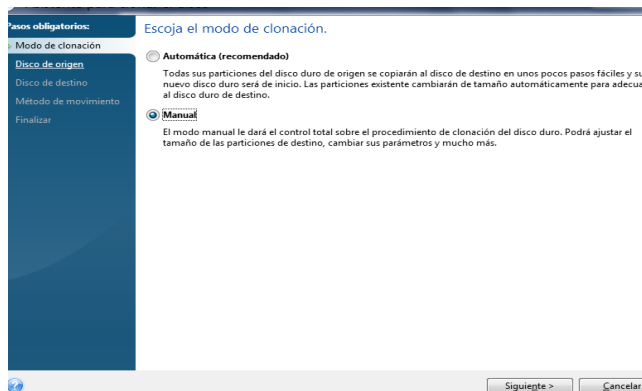 Pasos obligatorios:
Modo de clonación
Disco de origen
Disco de destino
Método de movimiento
Finalizar
Escoja el modo de clonación.
Automática (recomendado)
Todas sus particiones del disco duro de origen se copiarán al disco de destino en unos pocos pasos fáciles y su
nuevo disco duro será de inicio. Las particiones existente cambiarán de tamaño automáticamente para adecua
al disco duro de destino.
Manual
El modo manual le dará el control total sobre el procedimiento de clonación del disco duro. Podrá ajustar el
tamaño de las particiones de destino, cambiar sus parámetros y mucho más.
Siguiente >
Cancelar